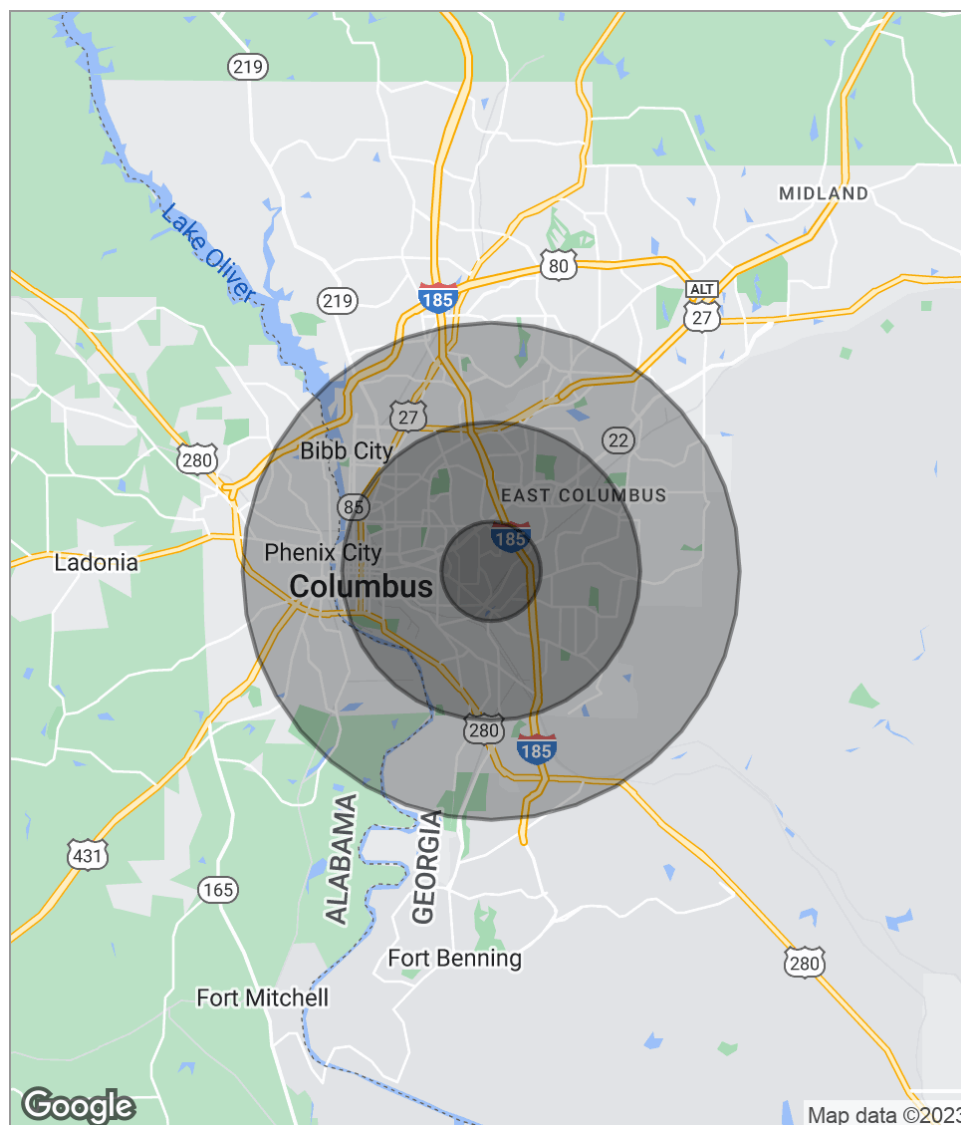 219
MIDLAND
Lake Oliver
80
ALT
27
219
185
27
22
Bibb City
280
EAST COLUMBUS
85
185
Phenix City
Ladonia
Columbus
280
185
ALABAMA
GEORGIA
431
165
Fort Benning
280
Fort Mitchell
Google
Map data ©2023